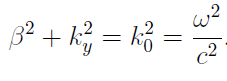 β² + k_y² = k_0² = ω²/c².